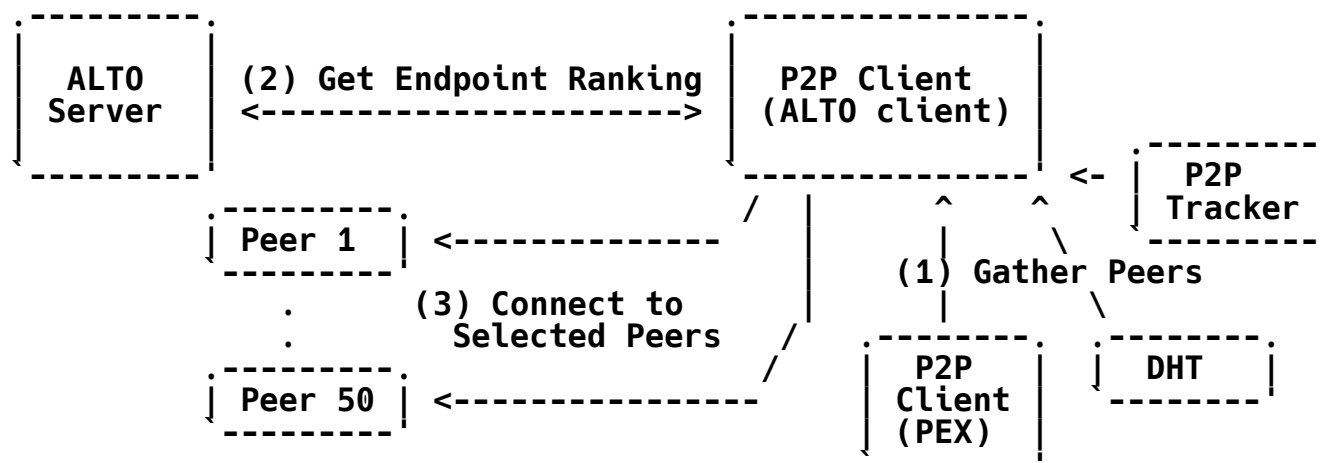 ALTO
Server
(2) Get Endpoint Ranking
P2P Client
(ALTO client)
P2P
Tracker
Peer 1
(1) Gather Peers
(3) Connect to
Selected Peers
Peer 50
P2P
Client
(PEX)
DHT